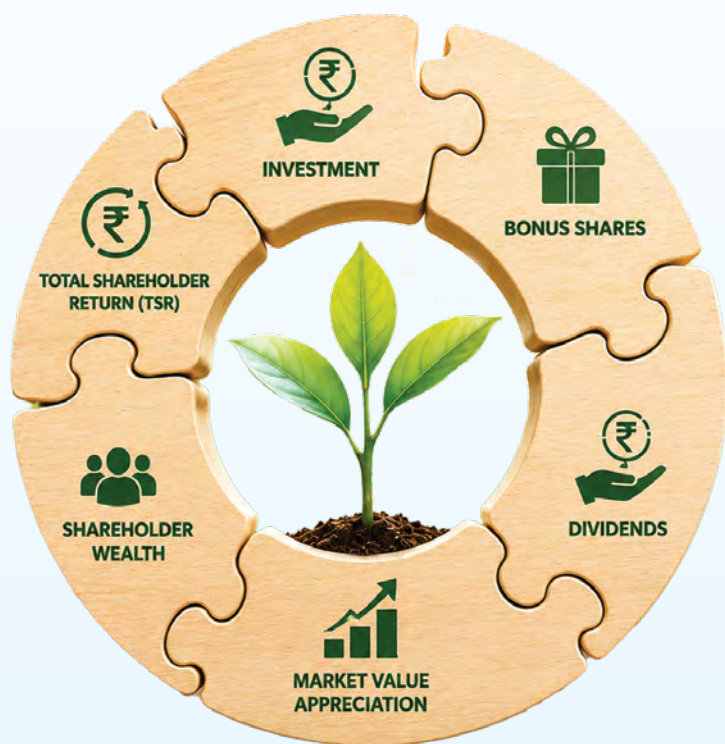 ₹
INVESTMENT
BONUS SHARES
₹
DIVIDENDS
MARKET VALUE
APPRECIATION
SHAREHOLDER
WEALTH
₹
TOTAL SHAREHOLDER
RETURN (TSR)